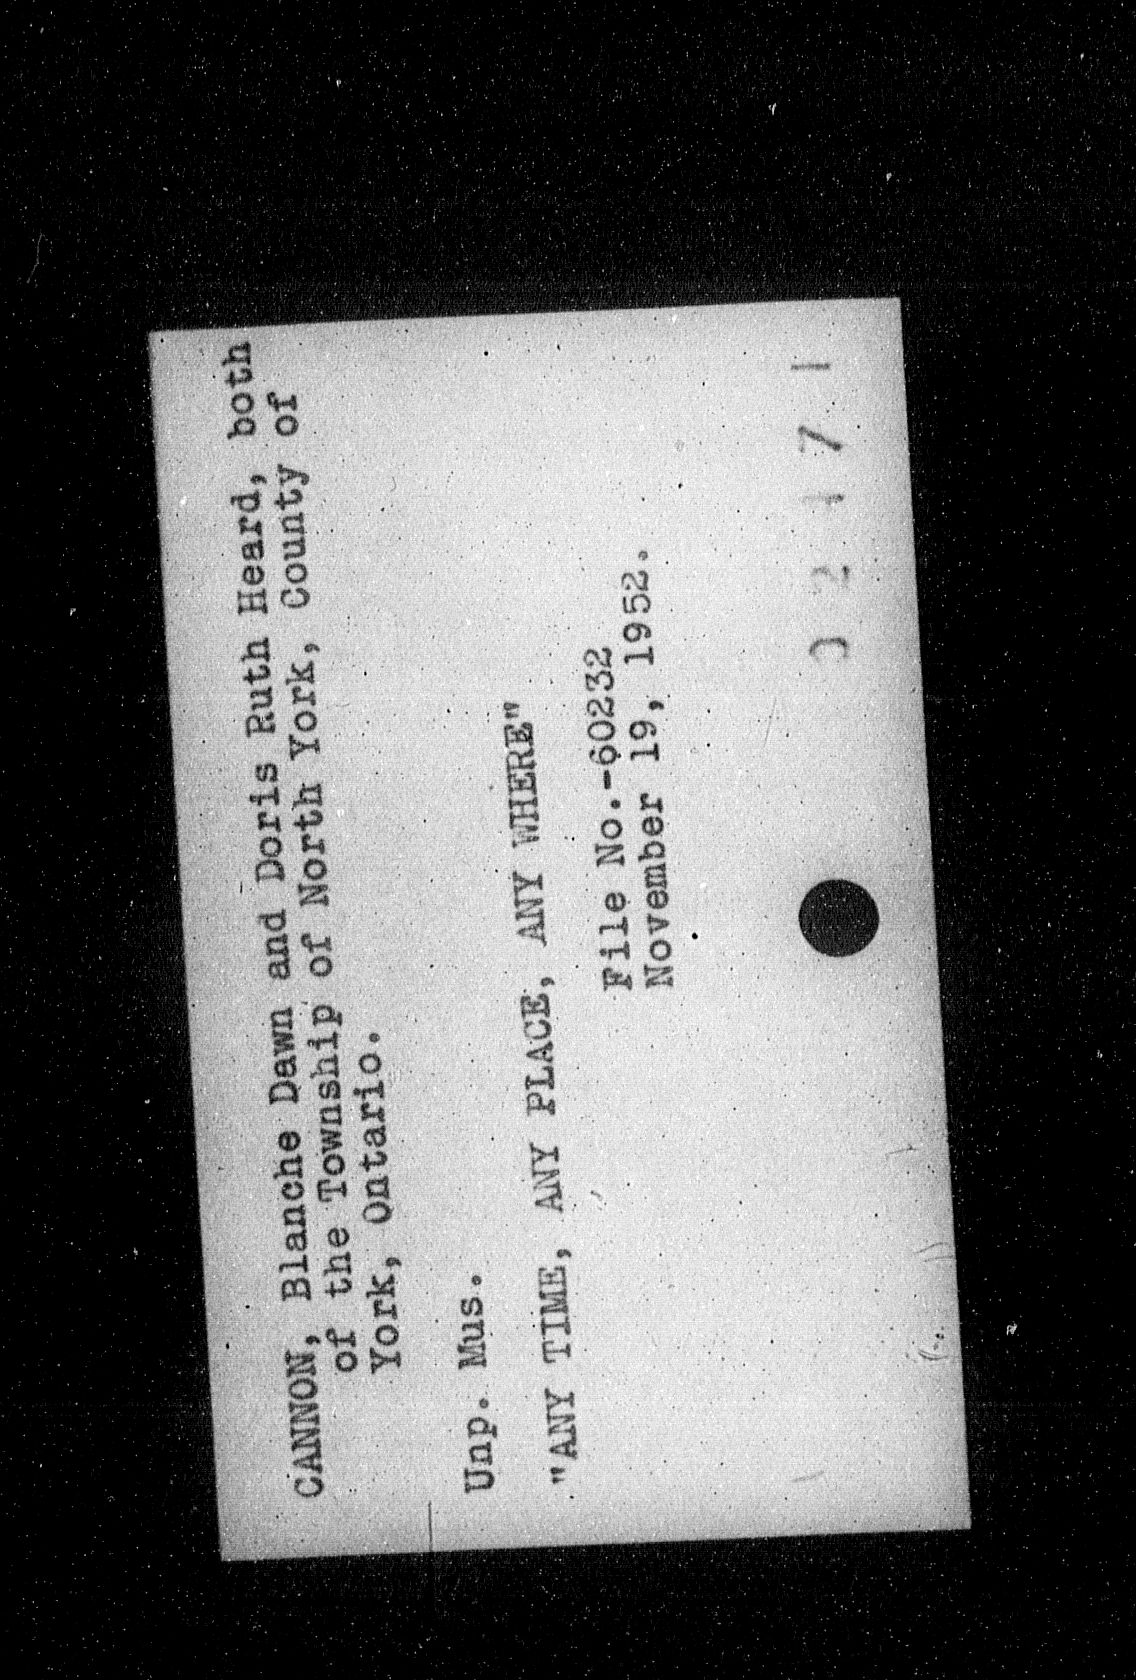 CANNON, Blanche Dawn and Doris Ruth Heard, both
of the Township of North York, County of
York, Ontario.
Unp. Mus.
"ANY TIME, ANY PLACE, ANY WHERE"
File No.-60232
November 19, 1952.
02171